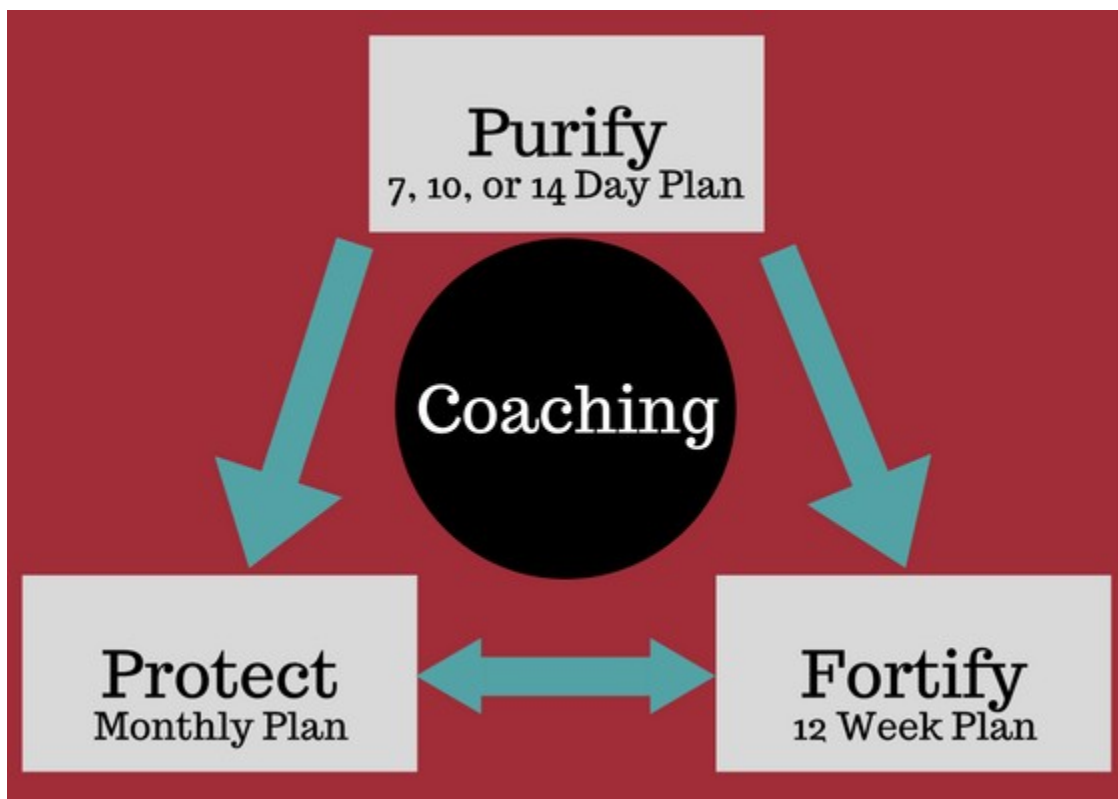 Purify
7, 10, or 14 Day Plan
Coaching
Protect
Monthly Plan
Fortify
12 Week Plan